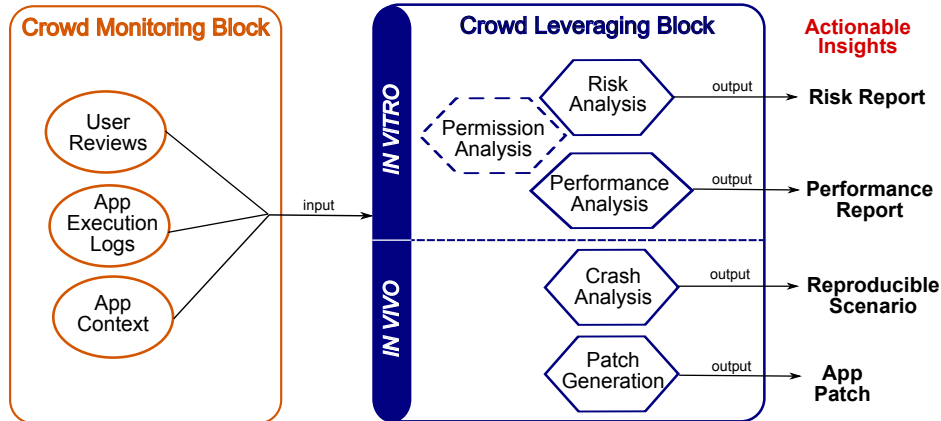 Crowd Monitoring Block
User
Reviews
App
Execution
Logs
App
Context
input
IN VITRO
IN VIVO
Crowd Leveraging Block
Risk
Analysis
Permission
Analysis
Performance
Analysis
Crash
Analysis
Patch
Generation
output
output
output
output
Actionable
Insights
Risk Report
Performance
Report
Reproducible
Scenario
App
Patch